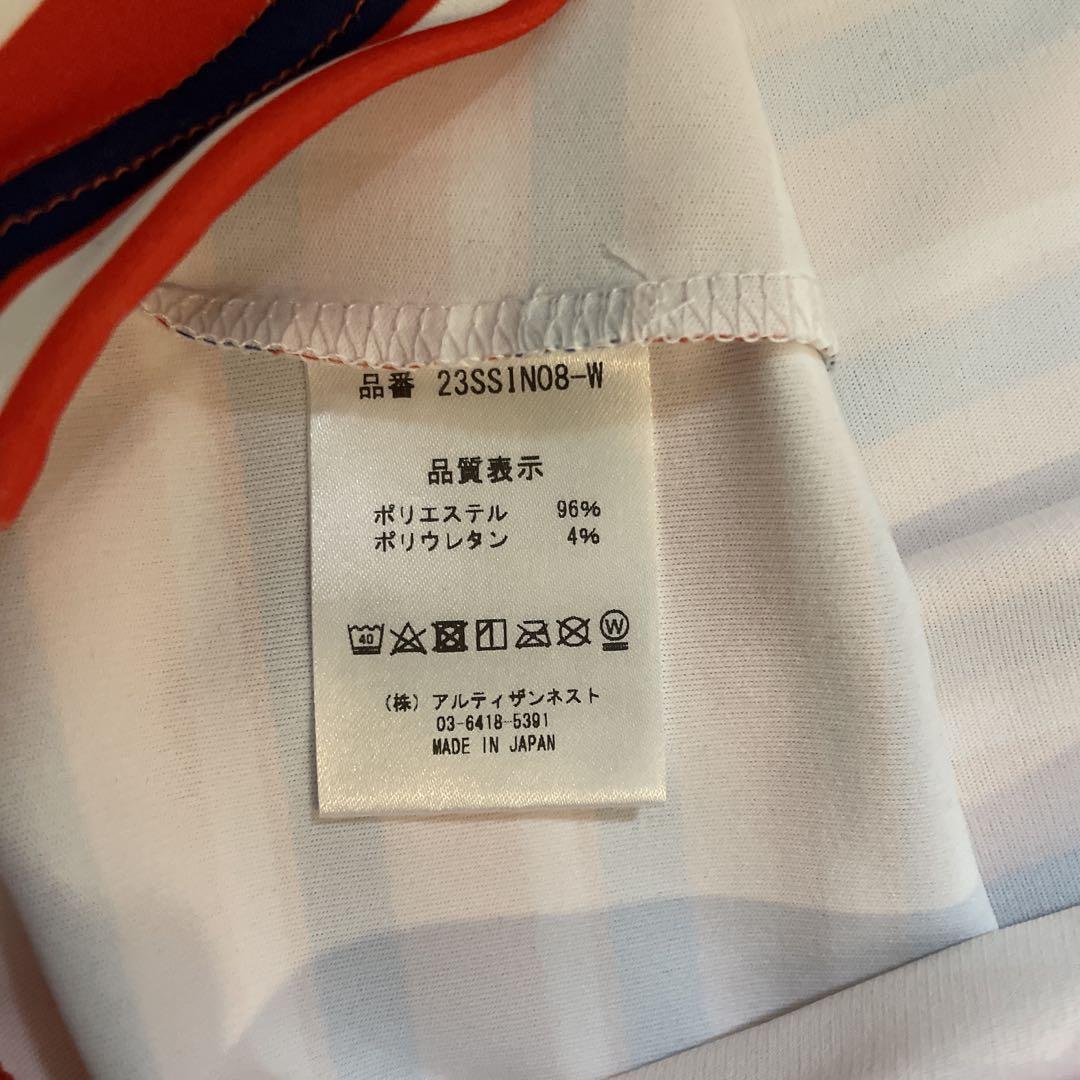 品番 23SSIN08-W
品質表示
ポリエステル 96%
ポリウレタン 4%
40 W
(株) アルティザンネスト
03-6418-5391
MADE IN JAPAN